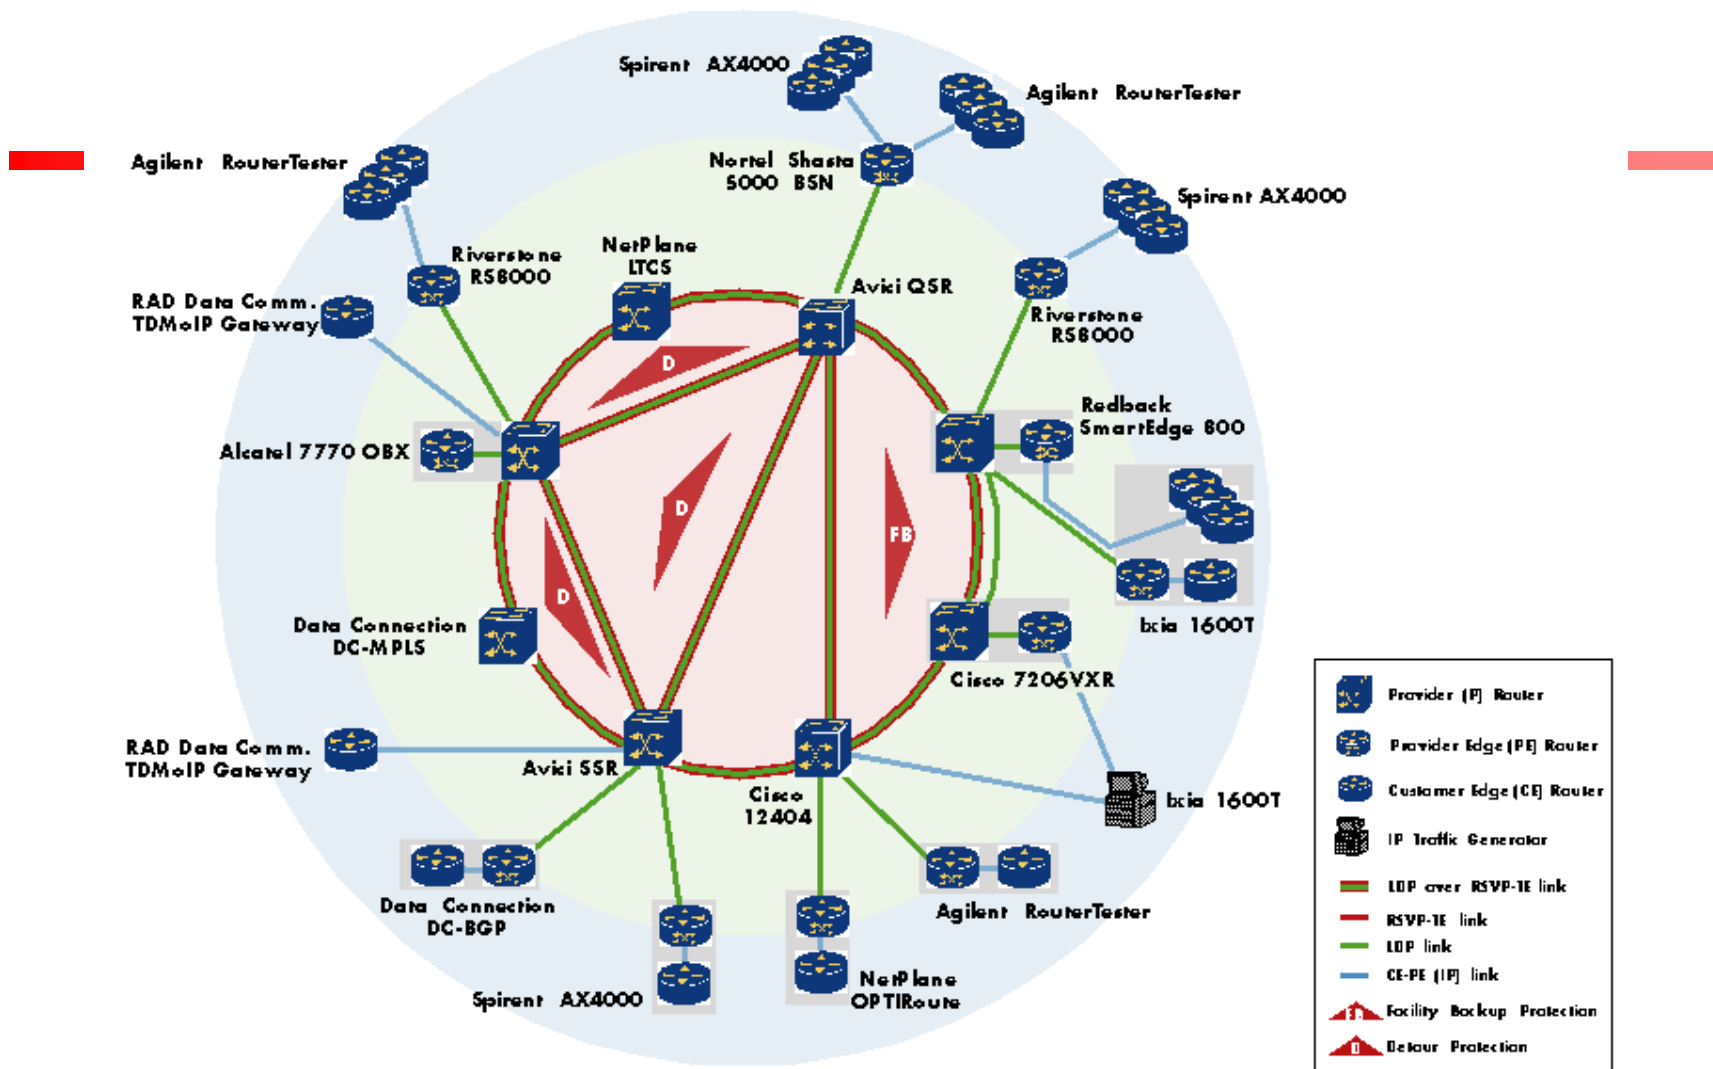 Spirent AX4000
Agilent RouterTester
Agilent RouterTester
Nortel Shasta
5000 BSN
Spirent AX4000
NetPlane
LTCS
Riverstone
RS8000
Avici QSR
RAD Data Comm.
TDMoIP Gateway
Riverstone
RS8000
D
Redback
SmartEdge 800
Alcatel 7770 OBX
D
FB
D
Data Connection
DC-MPLS
Ixia 1600T
Cisco 7206VXR
Provider (P) Router
RAD Data Comm.
TDMoIP Gateway
Provider Edge (PE) Router
Avici SSR
Cisco
12404
Customer Edge (CE) Router
Ixia 1600T
IP Traffic Generator
LDP over RSVP-TE link
Data Connection
DC-BGP
Agilent RouterTester
RSVP-TE link
LDP link
CE-PE (IP) link
NetPlane
OPTIRoute
Spirent AX4000
FB
Facility Backup Protection
D
Detour Protection